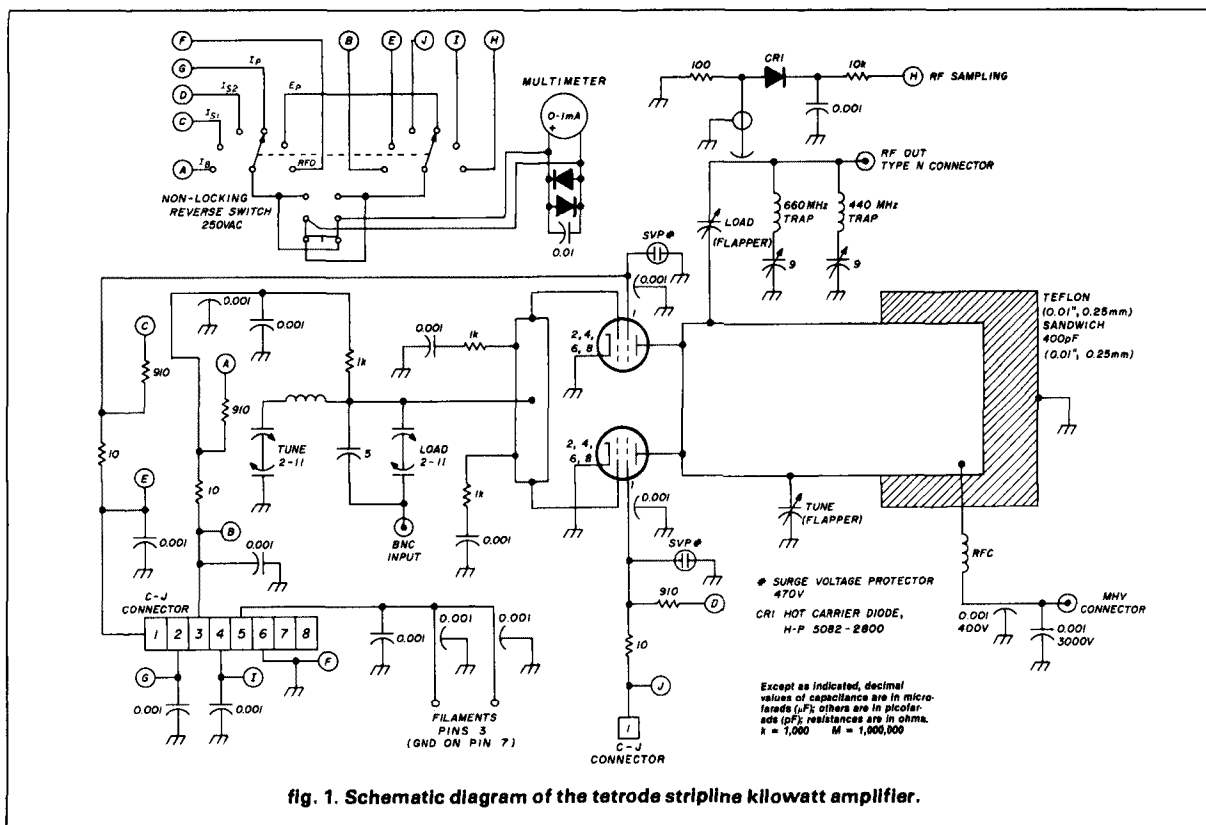 F B E J I H
G IP
D IS2
C IS1
A IB
EP
RFO
NON-LOCKING
REVERSE SWITCH
250VAC
MULTIMETER
0-1mA
+
0.01
100
CR1
10k
H RF SAMPLING
0.001
RF OUT
TYPE N CONNECTOR
LOAD
(FLAPPER)
660MHz
TRAP
440 MHz
TRAP
9
9
SVP#
0.001
1
2, 4,
6, 8
TEFLON
(0.01", 0.25mm)
SANDWICH
400pF
(0.01", 0.25mm)
0.001
0.001
C
910
A
910
10
10
E
0.001
B
0.001
1k
TUNE
2-11
5
LOAD
2-11
BNC
INPUT
0.001
1k
1k
0.001
2, 4,
6, 8
1
0.001
SVP#
910
D
10
J
1
C-J
CONNECTOR
TUNE
(FLAPPER)
RFC
MHV
CONNECTOR
0.001
400V
0.001
3000V
# SURGE VOLTAGE PROTECTOR
470V
CR1 HOT CARRIER DIODE,
H-P 5082-2800
C-J
CONNECTOR
1 2 3 4 5 6 7 8
G
I
F
0.001
0.001
0.001
0.001
0.001
FILAMENTS
PINS 3
(GND ON PIN 7)
Except as indicated, decimal
values of capacitance are in micro-
farads (μF); others are in picofar-
ads (pF); resistances are in ohms.
k = 1,000 M = 1,000,000
fig. 1. Schematic diagram of the tetrode stripline kilowatt amplifier.